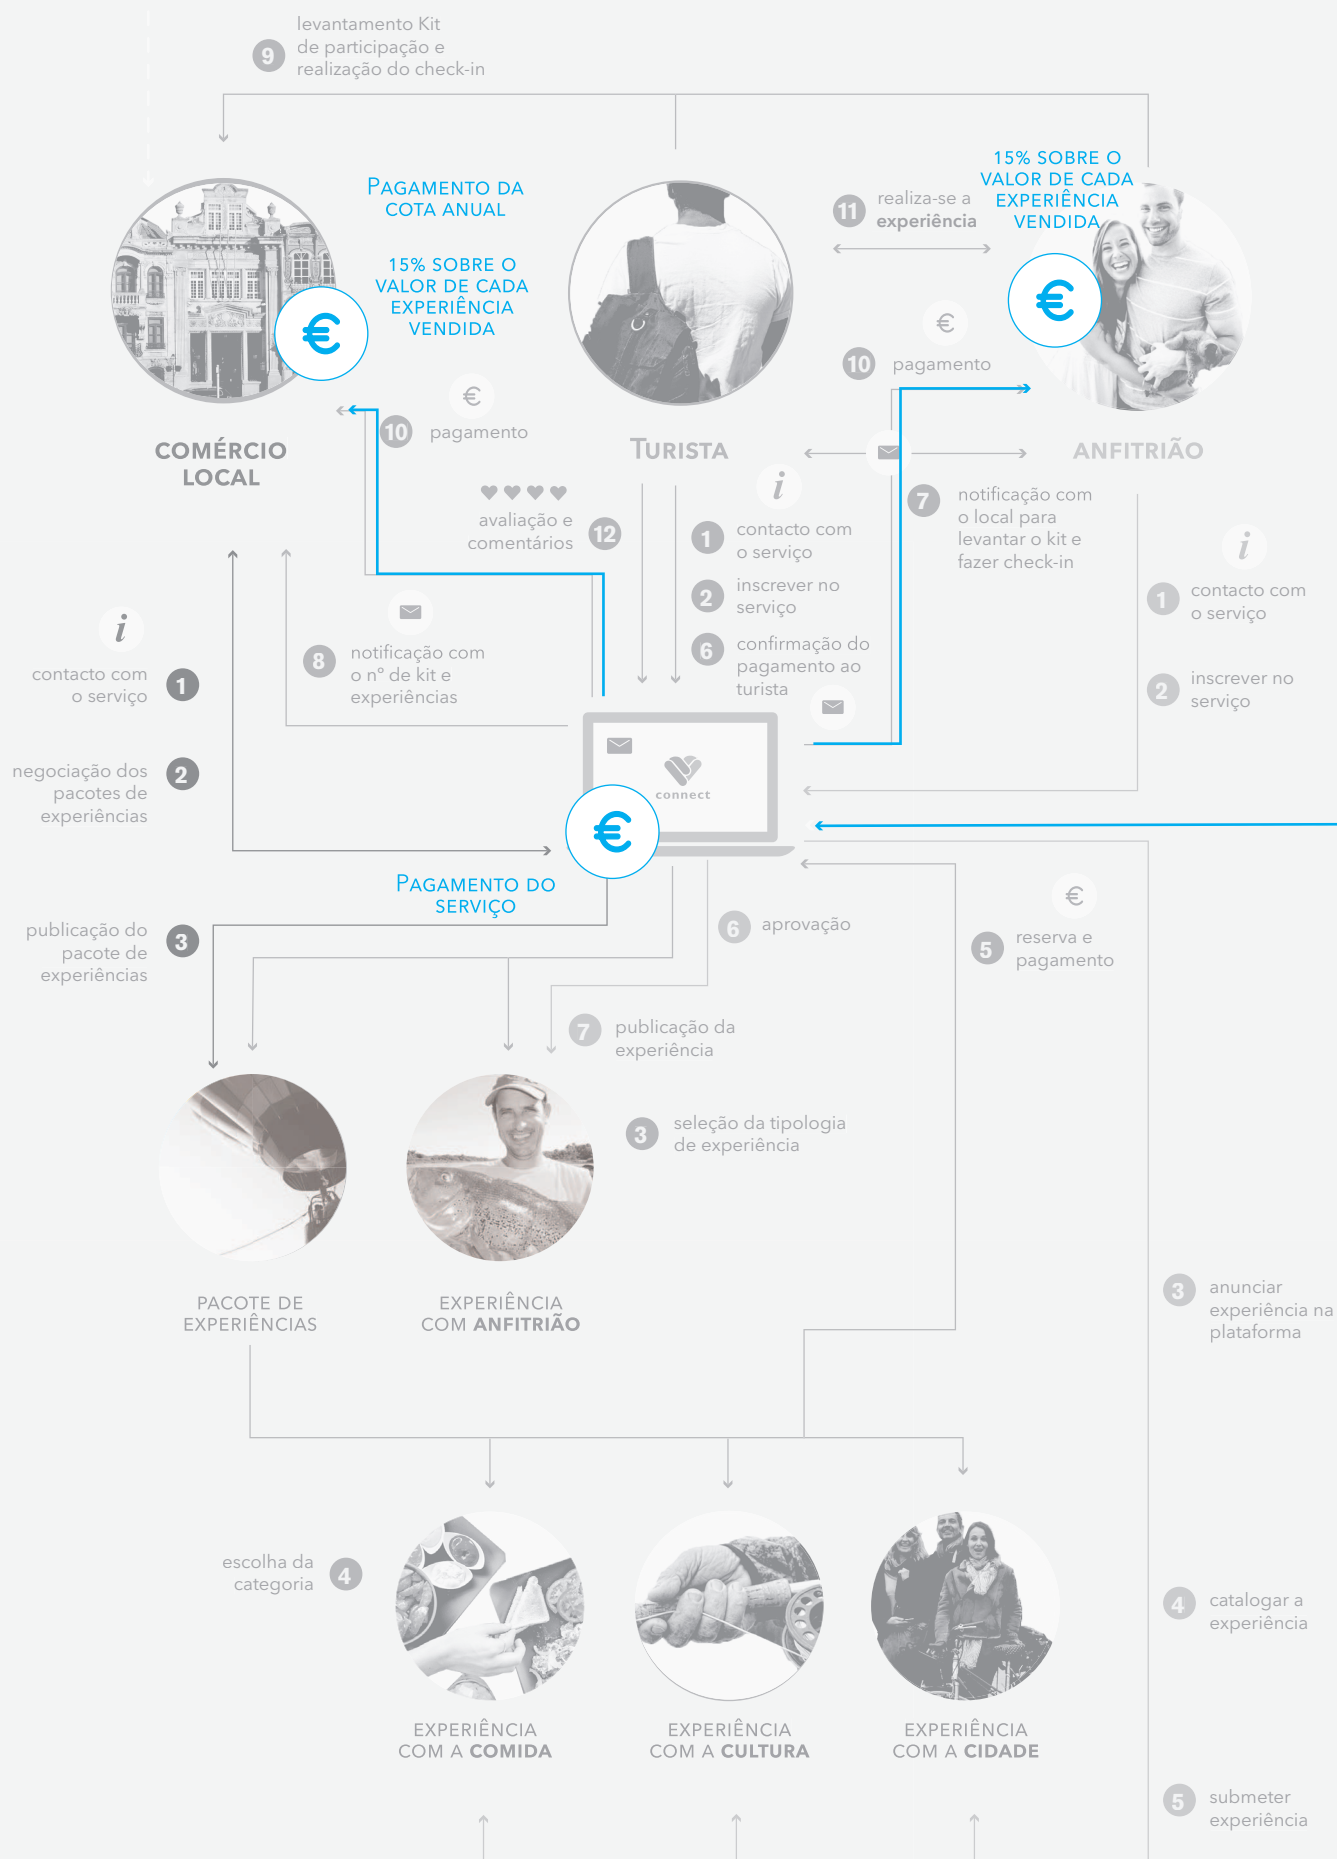 levantamento Kit
9 de participação e
realização do check-in
PAGAMENTO DA
COTA ANUAL
15% SOBRE O
VALOR DE CADA
EXPERIÊNCIA
VENDIDA
€
11 realiza-se a
experiência
15% SOBRE O
VALOR DE CADA
EXPERIÊNCIA
VENDIDA
€
€
10 pagamento
€
10 pagamento
COMÉRCIO
LOCAL
TURISTA
ANFITRIÃO
avaliação e
comentários 12
i
1 contacto com
o serviço
2 inscrever no
serviço
6 confirmação do
pagamento ao
turista
7 notificação com
o local para
levantar o kit e
fazer check-in
i
1 contacto com
o serviço
2 inscrever no
serviço
i
contacto com
o serviço 1
8 notificação com
o nº de kit e
experiências
negociação dos
pacotes de
experiências 2
connect
€
PAGAMENTO DO
SERVIÇO
publicação do
pacote de
experiências 3
6 aprovação
€
5 reserva e
pagamento
7 publicação da
experiência
3 seleção da tipologia
de experiência
PACOTE DE
EXPERIÊNCIAS
EXPERIÊNCIA
COM ANFITRIÃO
3 anunciar
experiência na
plataforma
escolha da
categoria 4
4 catalogar a
experiência
EXPERIÊNCIA
COM A COMIDA
EXPERIÊNCIA
COM A CULTURA
EXPERIÊNCIA
COM A CIDADE
5 submeter
experiência